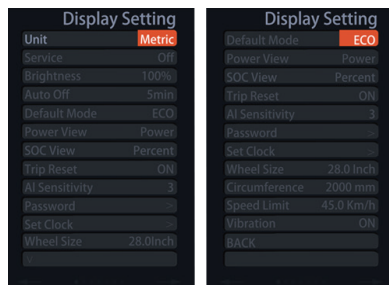 Display Setting
Unit Metric
Service Off
Brightness 100%
Auto Off 5min
Default Mode ECO
Power View Power
SOC View Percent
Trip Reset ON
AI Sensitivity 3
Password >
Set Clock >
Wheel Size 28.0Inch
Display Setting
Default Mode ECO
Power View Power
SOC View Percent
Trip Reset ON
AI Sensitivity 3
Password >
Set Clock >
Wheel Size 28.0 Inch
Circumference 2000 mm
Speed Limit 45.0 Km/h
Vibration ON
BACK